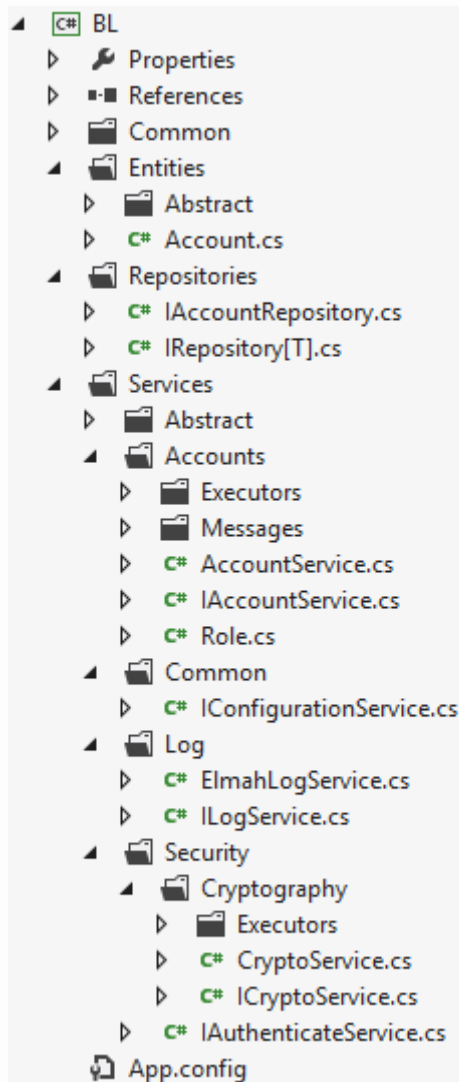 C# BL
Properties
References
Common
Entities
Abstract
C# Account.cs
Repositories
C# IAccountRepository.cs
C# IRepository[T].cs
Services
Abstract
Accounts
Executors
Messages
C# AccountService.cs
C# IAccountService.cs
C# Role.cs
Common
C# IConfigurationService.cs
Log
C# ElmahLogService.cs
C# ILogService.cs
Security
Cryptography
Executors
C# CryptoService.cs
C# ICryptoService.cs
C# IAuthenticateService.cs
App.config